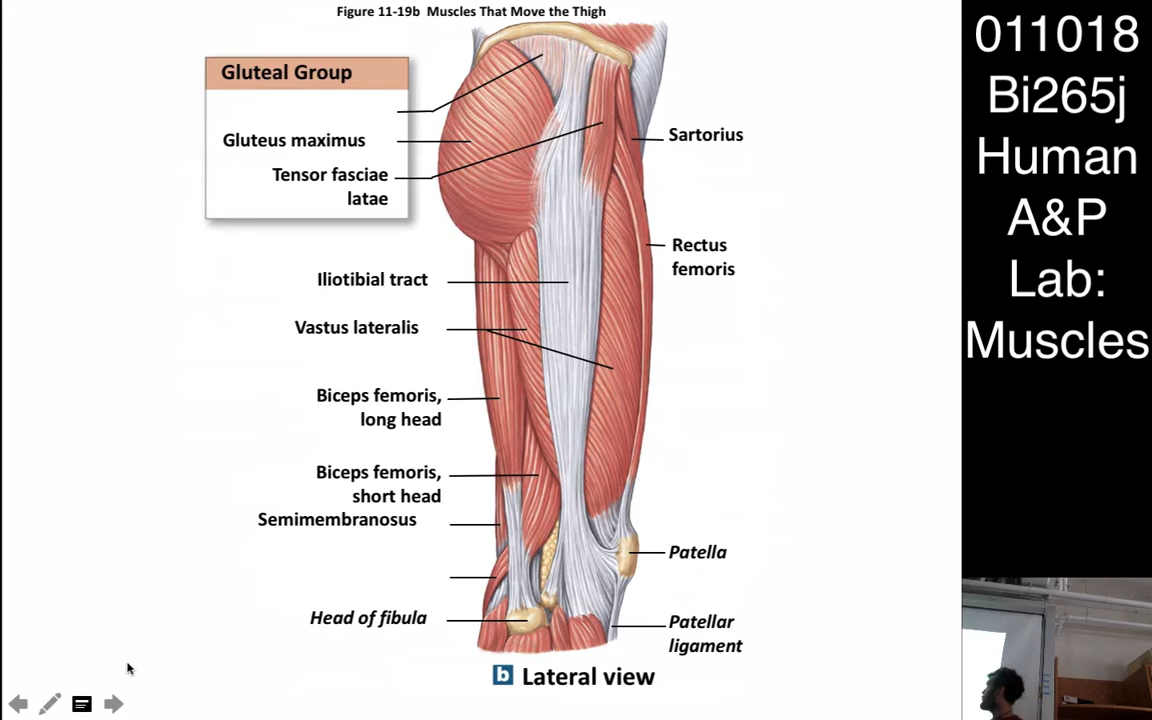 Figure 11-19b  Muscles That Move the Thigh
Gluteal Group
Gluteus maximus
Tensor fasciae
latae
Iliotibial tract
Vastus lateralis
Biceps femoris,
long head
Biceps femoris,
short head
Semimembranosus
Head of fibula
Sartorius
Rectus
femoris
Patella
Patellar
ligament
b Lateral view
011018
Bi265j
Human
A&P
Lab:
Muscles